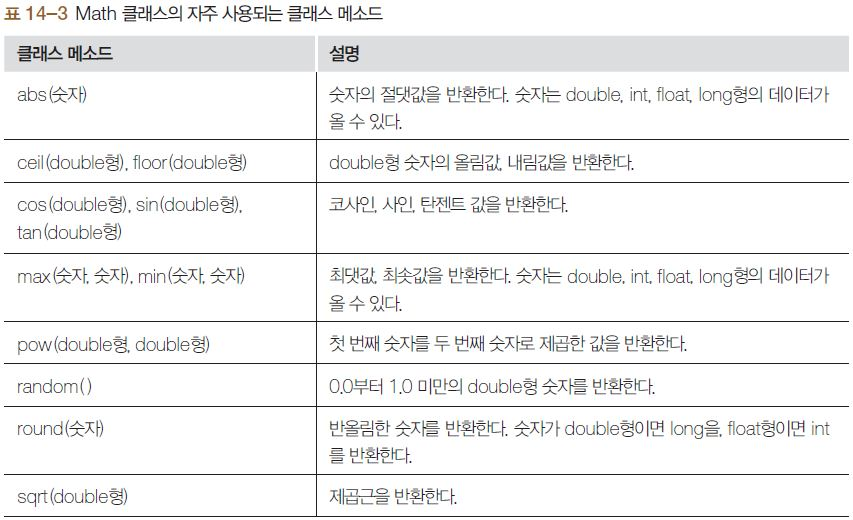 표 14-3 Math 클래스의 자주 사용되는 클래스 메소드
클래스 메소드 설명
abs(숫자) 숫자의 절댓값을 반환한다. 숫자는 double, int, float, long형의 데이터가
올 수 있다.
ceil(double형), floor(double형) double형 숫자의 올림값, 내림값을 반환한다.
cos(double형), sin(double형), 코사인, 사인, 탄젠트 값을 반환한다.
tan(double형)
max(숫자, 숫자), min(숫자, 숫자) 최댓값, 최솟값을 반환한다. 숫자는 double, int, float, long형의 데이터가
올 수 있다.
pow(double형, double형) 첫 번째 숫자를 두 번째 숫자로 제곱한 값을 반환한다.
random( ) 0.0부터 1.0 미만의 double형 숫자를 반환한다.
round(숫자) 반올림한 숫자를 반환한다. 숫자가 double형이면 long을, float형이면 int
를 반환한다.
sqrt(double형) 제곱근을 반환한다.